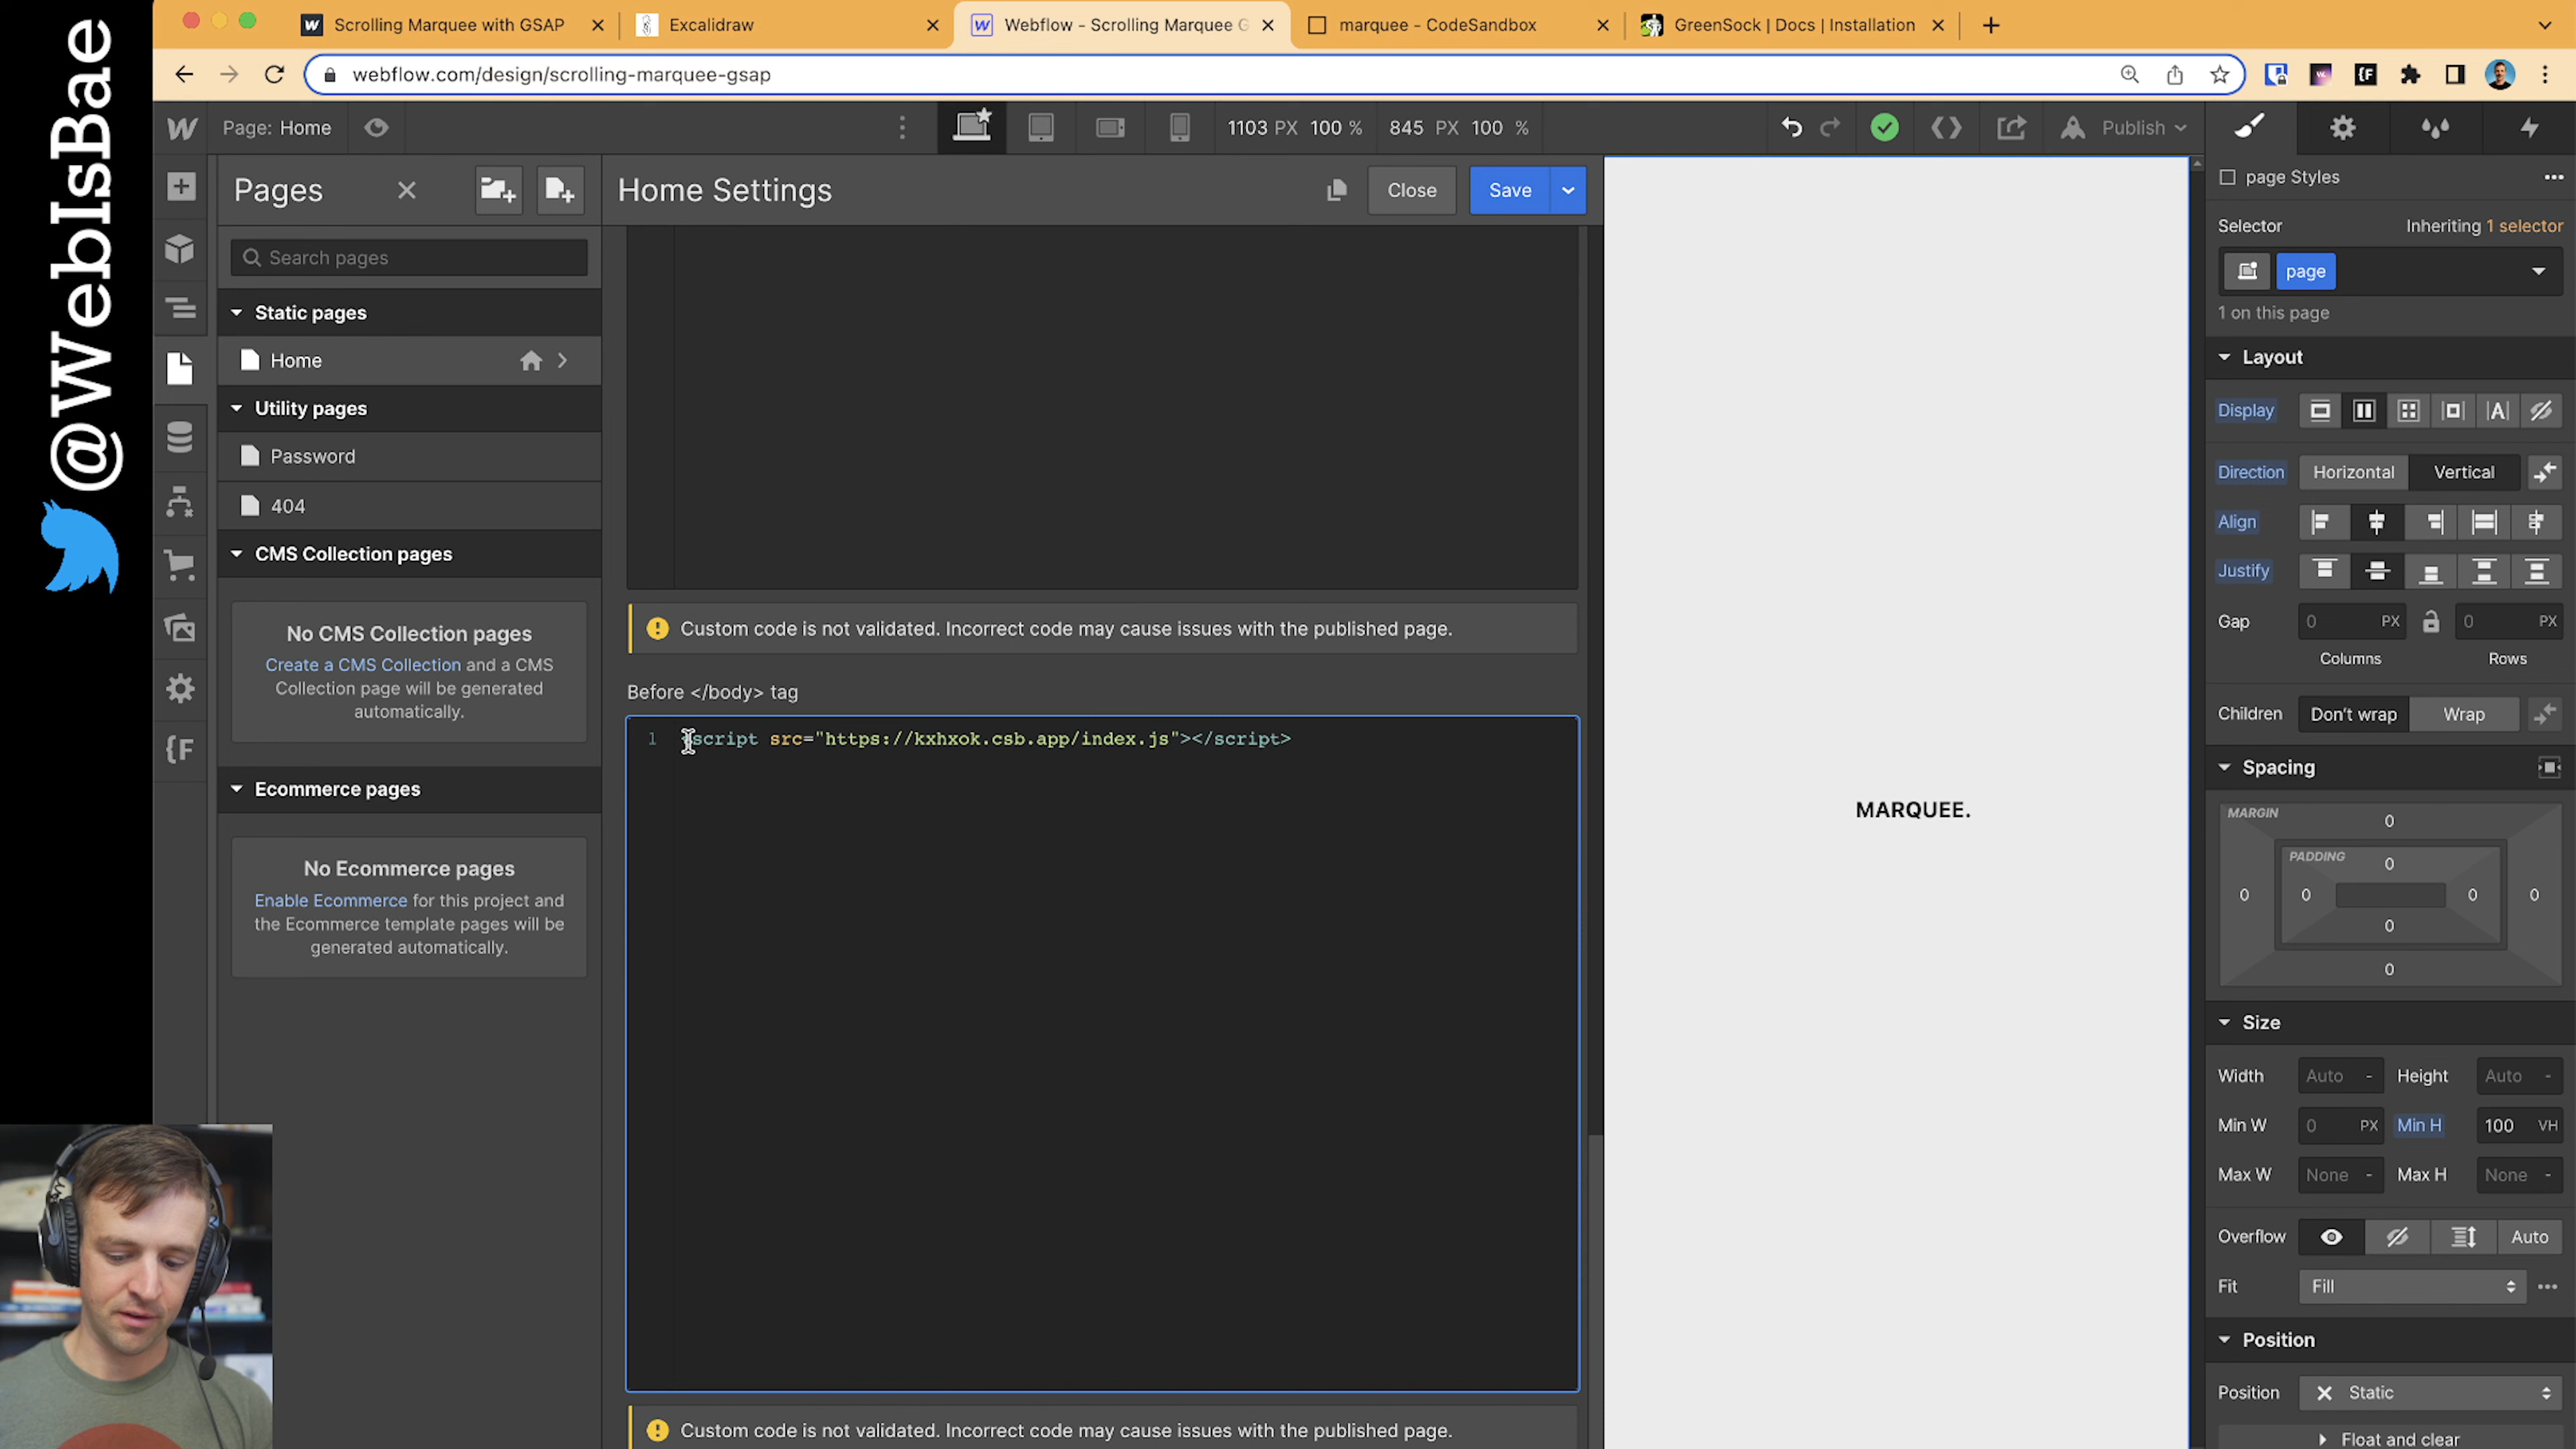 @WebIsBae
Scrolling Marquee with GSAP
Excalidraw
Webflow - Scrolling Marquee G
marquee - CodeSandbox
GreenSock | Docs | Installation
webflow.com/design/scrolling-marquee-gsap
Page: Home
1103 PX 100 % 845 PX 100 %
Publish
Pages
Home Settings
Close
Save
Search pages
Static pages
Home
Utility pages
Password
404
CMS Collection pages
No CMS Collection pages
Create a CMS Collection and a CMS
Collection page will be generated
automatically.
Ecommerce pages
No Ecommerce pages
Enable Ecommerce for this project and
the Ecommerce template pages will be
generated automatically.
Custom code is not validated. Incorrect code may cause issues with the published page.
Before </body> tag
1 <script src="https://kxhxok.csb.app/index.js"></script>
Custom code is not validated. Incorrect code may cause issues with the published page.
MARQUEE.
page Styles
Selector Inheriting 1 selector
page
1 on this page
Layout
Display
Direction Horizontal Vertical
Align
Justify
Gap 0 PX 0 PX
Columns Rows
Children Don't wrap Wrap
Spacing
MARGIN 0
PADDING 0
0 0 0 0
0
0
Size
Width Auto - Height Auto -
Min W 0 PX Min H 100 VH
Max W None - Max H None -
Overflow Auto
Fit Fill
Position
Position Static
Float and clear